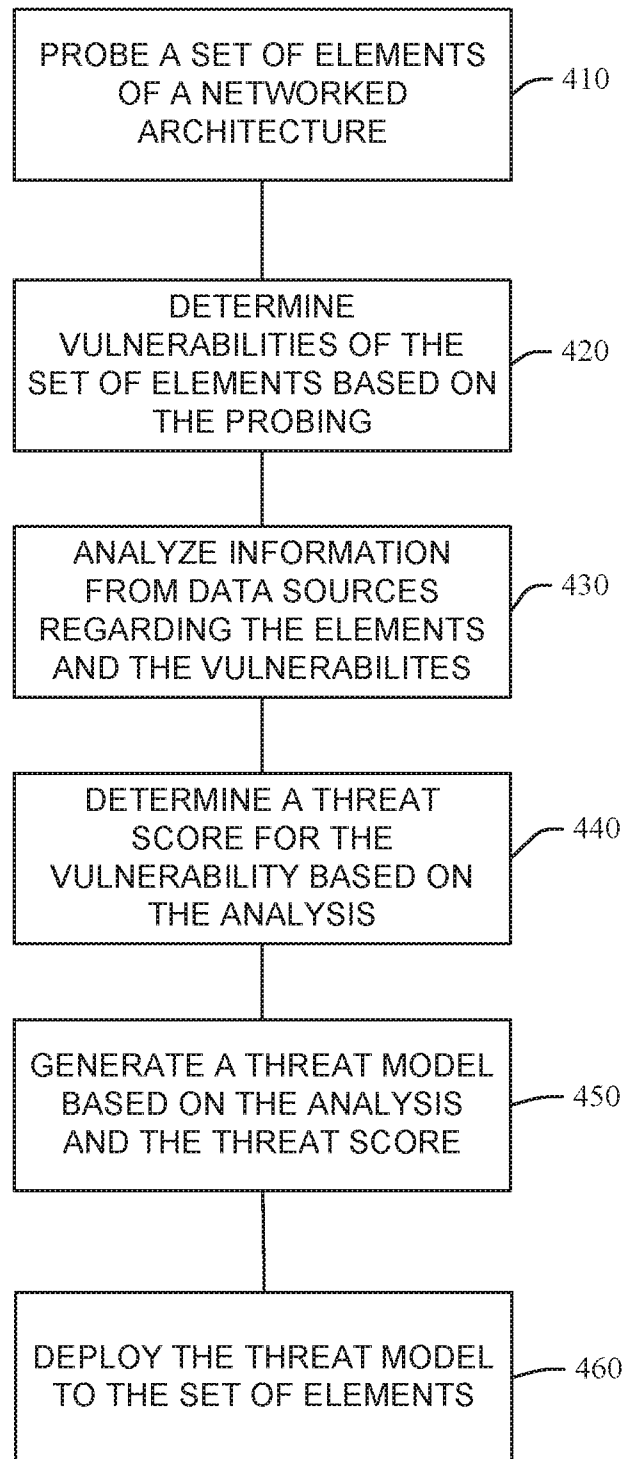 PROBE A SET OF ELEMENTS
OF A NETWORKED
ARCHITECTURE
410
DETERMINE
VULNERABILITIES OF THE
SET OF ELEMENTS BASED ON
THE PROBING
420
ANALYZE INFORMATION
FROM DATA SOURCES
REGARDING THE ELEMENTS
AND THE VULNERABILITES
430
DETERMINE A THREAT
SCORE FOR THE
VULNERABILITY BASED ON
THE ANALYSIS
440
GENERATE A THREAT MODEL
BASED ON THE ANALYSIS
AND THE THREAT SCORE
450
DEPLOY THE THREAT MODEL
TO THE SET OF ELEMENTS
460